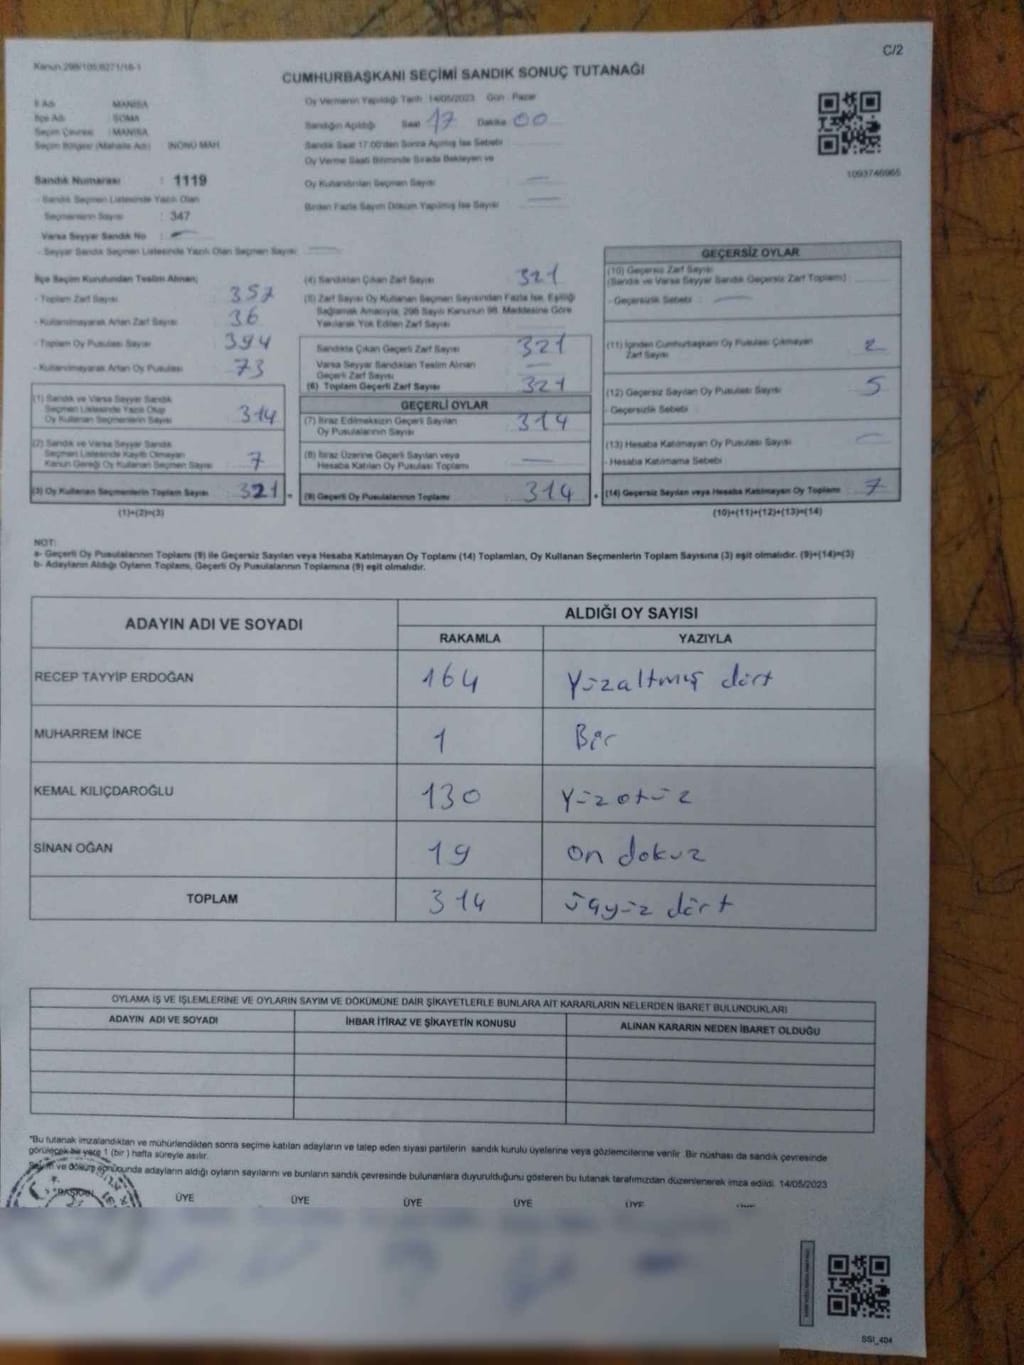 Kanun:298/105;6271/16-1
C/2
CUMHURBAŞKANI SEÇİMİ SANDIK SONUÇ TUTANAĞI
İl Adı MANİSA
İlçe Adı SOMA
Seçim Çevresi : MANİSA
Seçim Bölgesi (Mahalle Adı) İNÖNÜ MAH.
Sandık Numarası : 1119
- Sandık Seçmen Listesinde Yazılı Olan
Seçmenlerin Sayısı : 347
Varsa Seyyar Sandık No :
- Seyyar Sandık Seçmen Listesinde Yazılı Olan Seçmen Sayısı
Oy Vermenin Yapıldığı Tarih :14/05/2023 Gün : Pazar
Sandığın Açıldığı Saat 17 Dakika 00
Sandık Saat 17.00'den Sonra Açılmış İse Sebebi
Oy Verme Saati Bitiminde Sırada Bekleyen ve
Oy Kullandırılan Seçmen Sayısı —
Birden Fazla Sayım Döküm Yapılmış İse Sayısı —
1093746965
İlçe Seçim Kurulundan Teslim Alınan;
- Toplam Zarf Sayısı 357
- Kullanılmayarak Artan Zarf Sayısı 36
- Toplam Oy Pusulası Sayısı 394
- Kullanılmayarak Artan Oy Pusulası 73
(1) Sandık ve Varsa Seyyar Sandık
Seçmen Listesinde Yazılı Olup
Oy Kullanan Seçmenlerin Sayısı 314
(2) Sandık ve Varsa Seyyar Sandık
Seçmen Listesinde Kayıtlı Olmayan
Kanun Gereği Oy Kullanan Seçmen Sayısı 7
(3) Oy Kullanan Seçmenlerin Toplam Sayısı 321 =
(1)+(2)=(3)
(4) Sandıktan Çıkan Zarf Sayısı 321
(5) Zarf Sayısı Oy Kullanan Seçmen Sayısından Fazla İse, Eşitliği
Sağlamak Amacıyla, 298 Sayılı Kanunun 98. Maddesine Göre
Yakılarak Yok Edilen Zarf Sayısı
Sandıkta Çıkan Geçerli Zarf Sayısı 321
Varsa Seyyar Sandıktan Teslim Alınan
Geçerli Zarf Sayısı —
(6) Toplam Geçerli Zarf Sayısı 321
GEÇERLİ OYLAR
(7) İtiraz Edilmeksizin Geçerli Sayılan
Oy Pusulalarının Sayısı 314
(8) İtiraz Üzerine Geçerli Sayılan veya
Hesaba Katılan Oy Pusulası Toplamı —
(9) Geçerli Oy Pusulalarının Toplamı 314 +
GEÇERSİZ OYLAR
(10) Geçersiz Zarf Sayısı
(Sandık ve Varsa Seyyar Sandık Geçersiz Zarf Toplamı)
- Geçersizlik Sebebi : —
(11) İçinden Cumhurbaşkanı Oy Pusulası Çıkmayan
Zarf Sayısı 2
(12) Geçersiz Sayılan Oy Pusulası Sayısı 5
- Geçersizlik Sebebi
(13) Hesaba Katılmayan Oy Pusulası Sayısı —
- Hesaba Katılmama Sebebi
(14) Geçersiz Sayılan veya Hesaba Katılmayan Oy Toplamı 7
(10)+(11)+(12)+(13)=(14)
NOT:
a- Geçerli Oy Pusulalarının Toplamı (9) ile Geçersiz Sayılan veya Hesaba Katılmayan Oy Toplamı (14) Toplamları, Oy Kullanan Seçmenlerin Toplam Sayısına (3) eşit olmalıdır. (9)+(14)=(3)
b- Adayların Aldığı Oyların Toplamı, Geçerli Oy Pusulalarının Toplamına (9) eşit olmalıdır.
ADAYIN ADI VE SOYADI ALDIĞI OY SAYISI
RAKAMLA YAZIYLA
RECEP TAYYİP ERDOĞAN 164 Yüzaltmış dört
MUHARREM İNCE 1 Bir
KEMAL KILIÇDAROĞLU 130 Yüzotuz
SİNAN OĞAN 19 on dokuz
TOPLAM 314 üçyüz dört
OYLAMA İŞ VE İŞLEMLERİNE VE OYLARIN SAYIM VE DÖKÜMÜNE DAİR ŞİKAYETLERLE BUNLARA AİT KARARLARIN NELERDEN İBARET BULUNDUKLARI
ADAYIN ADI VE SOYADI İHBAR İTİRAZ VE ŞİKAYETİN KONUSU ALINAN KARARIN NEDEN İBARET OLDUĞU
*Bu tutanak imzalandıktan ve mühürlendikten sonra seçime katılan adayların ve talep eden siyasi partilerin sandık kurulu üyelerine veya gözlemcilerine verilir. Bir nüshası da sandık çevresinde
görülecek bir yere 1 (bir) hafta süreyle asılır.
Sayım ve döküm sonucunda adayların aldığı oyların sayılarını ve bunların sandık çevresinde bulunanlara duyurulduğunu gösteren bu tutanak tarafımızdan düzenlenerek imza edildi. 14/05/2023
BAŞKAN ÜYE ÜYE ÜYE ÜYE ÜYE
SSI_404